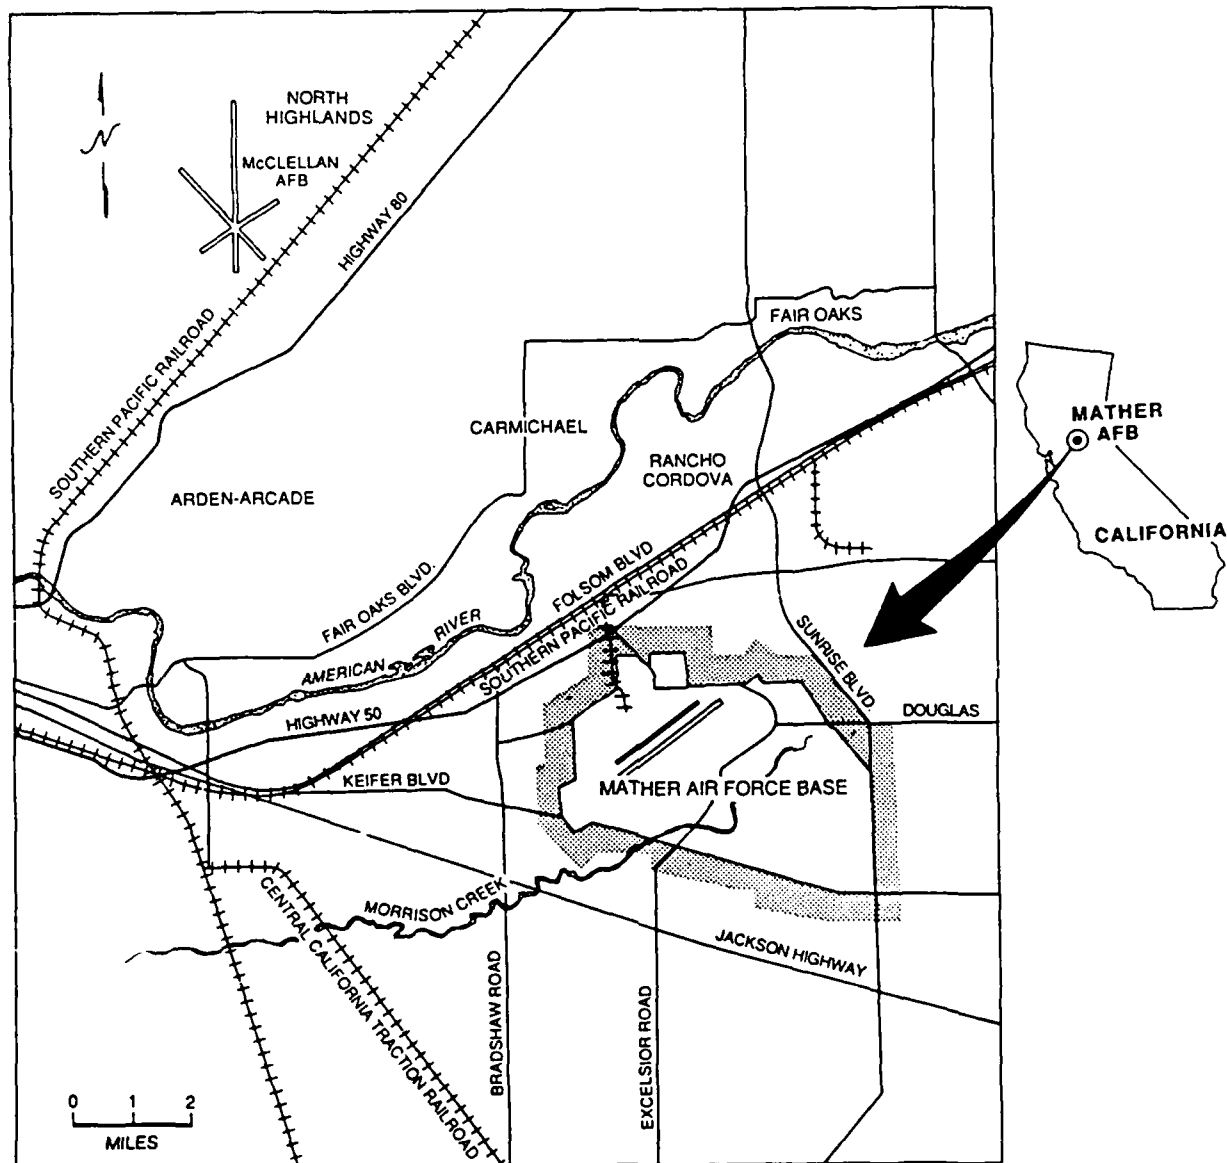 N
NORTH
HIGHLANDS
McCLELLAN
AFB
HIGHWAY 80
SOUTHERN PACIFIC RAILROAD
FAIR OAKS
CARMICHAEL
RANCHO
CORDOVA
ARDEN-ARCADE
MATHER
AFB
CALIFORNIA
FAIR OAKS BLVD.
FOLSOM BLVD
SOUTHERN PACIFIC RAILROAD
AMERICAN RIVER
SUNRISE BLVD.
HIGHWAY 50
DOUGLAS
KEIFER BLVD
MATHER AIR FORCE BASE
MORRISON CREEK
JACKSON HIGHWAY
CENTRAL CALIFORNIA TRACTION RAILROAD
BRADSHAW ROAD
EXCELSIOR ROAD
0 1 2
MILES